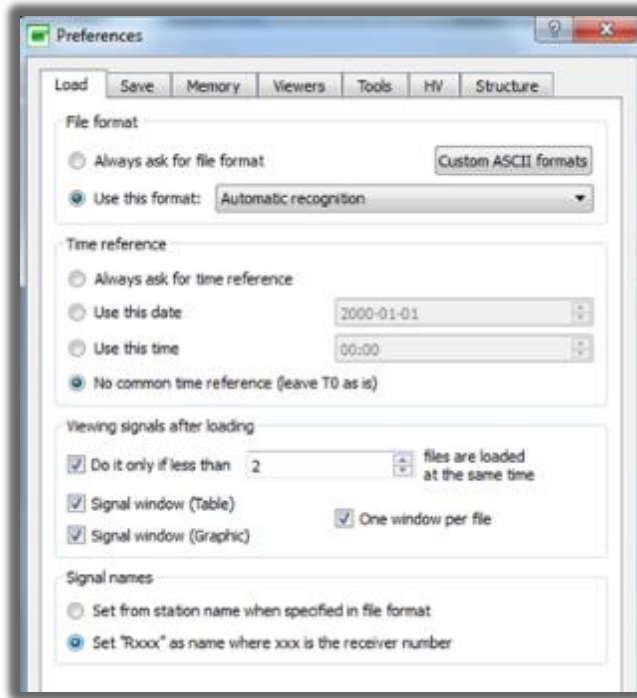 Preferences
Load Save Memory Viewers Tools HV Structure
File format
Always ask for file format Custom ASCII formats
Use this format: Automatic recognition
Time reference
Always ask for time reference
Use this date 2000-01-01
Use this time 00:00
No common time reference (leave T0 as is)
Viewing signals after loading
Do it only if less than 2 files are loaded
at the same time
Signal window (Table)
One window per file
Signal window (Graphic)
Signal names
Set from station name when specified in file format
Set "Rxxx" as name where xxx is the receiver number